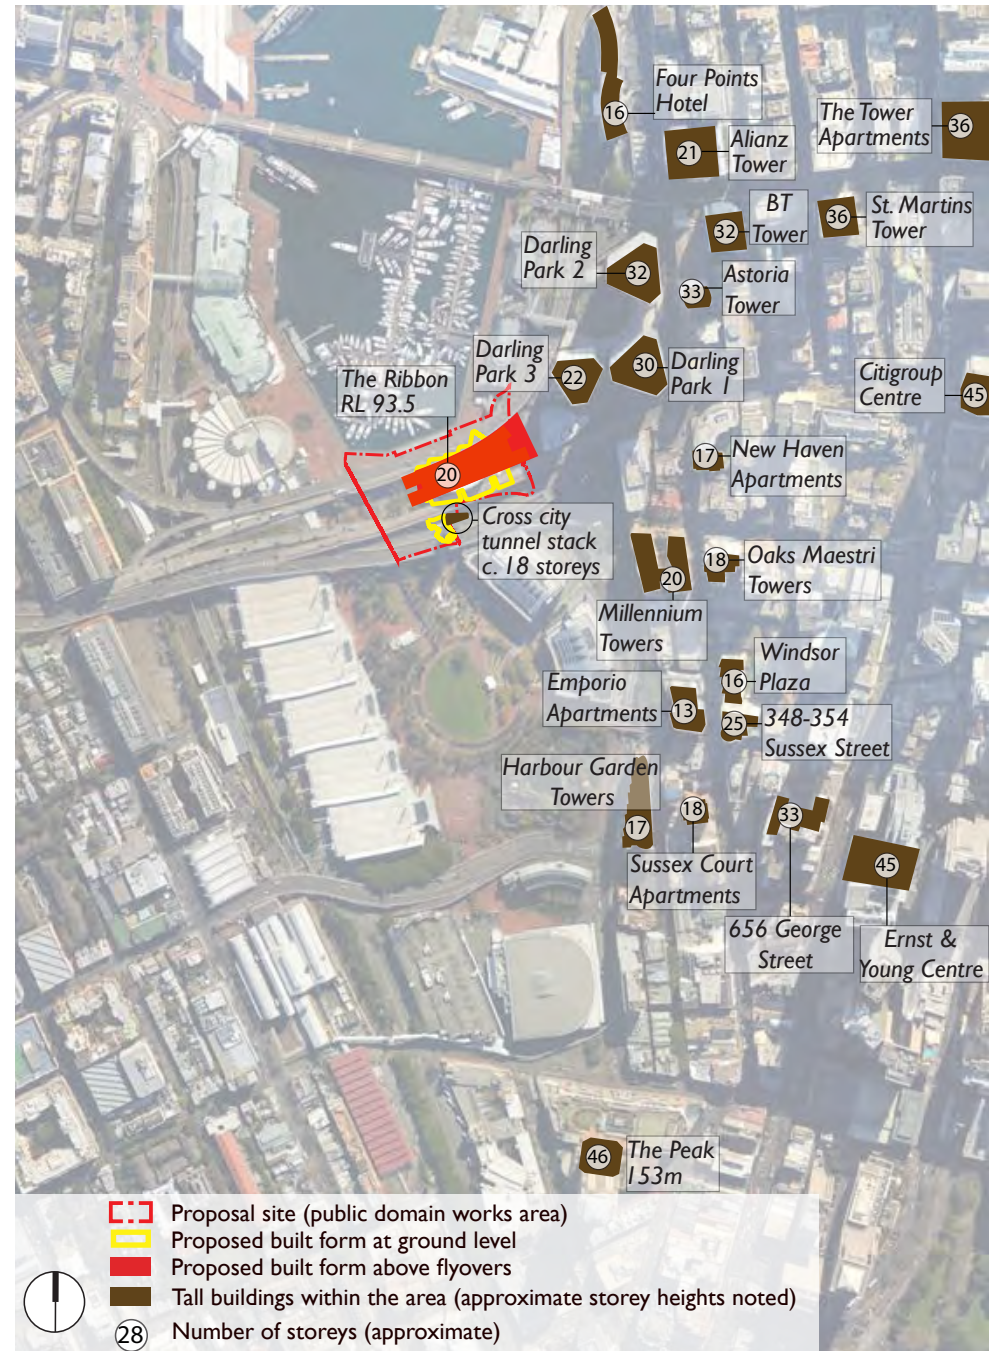 Four Points
Hotel
16
The Tower
Apartments
36
21
Alianz
Tower
BT
Tower
32
36
St. Martins
Tower
Darling
Park 2
32
33
Astoria
Tower
Darling
Park 3
22
30
Darling
Park 1
The Ribbon
RL 93.5
20
Citigroup
Centre
45
17
New Haven
Apartments
Cross city
tunnel stack
c. 18 storeys
18
Oaks Maestri
Towers
20
Millennium
Towers
Windsor
Plaza
16
Emporio
Apartments
13
25
348-354
Sussex Street
Harbour Garden
Towers
17
18
Sussex Court
Apartments
33
656 George
Street
45
Ernst &
Young Centre
46
The Peak
153m
Proposal site (public domain works area)
Proposed built form at ground level
Proposed built form above flyovers
Tall buildings within the area (approximate storey heights noted)
28
Number of storeys (approximate)